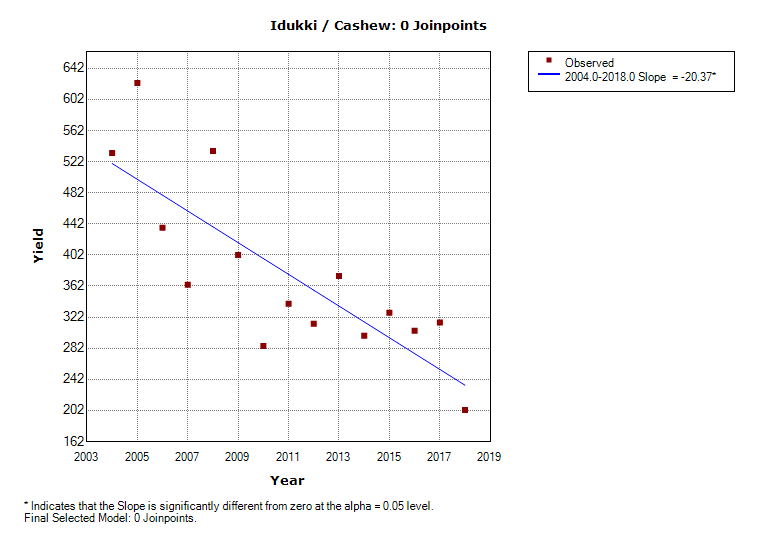 Idukki / Cashew: 0 Joinpoints
Observed
2004.0-2018.0 Slope = -20.37*
642
602
562
522
482
442
402
362
322
282
242
202
162
Yield
2003 2005 2007 2009 2011 2013 2015 2017 2019
Year
* Indicates that the Slope is significantly different from zero at the alpha = 0.05 level.
Final Selected Model: 0 Joinpoints.